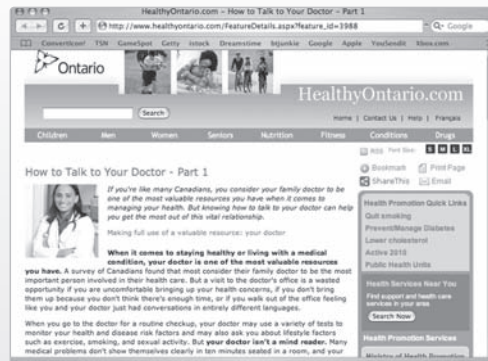 HealthyOntario.com – How to Talk to Your Doctor – Part 1
http://www.healthyontario.com/FeatureDetails.aspx?feature_id=3988
Google
Converticon! TSN GameSpot Getty istock Dreamstime btjunkie Google Apple YouSendit Xbox.com
Ontario
HealthyOntario.com
Search
Home | Contact Us | Help | Français
Children Men Women Seniors Nutrition Fitness Conditions Drugs
RSS Font Size: S M L XL
Bookmark Print Page
ShareThis Email
How to Talk to Your Doctor - Part 1
If you're like many Canadians, you consider your family doctor to be
one of the most valuable resources you have when it comes to
managing your health. But knowing how to talk to your doctor can help
you get the most out of this vital relationship.
Making full use of a valuable resource: your doctor
When it comes to staying healthy or living with a medical
condition, your doctor is one of the most valuable resources
you have. A survey of Canadians found that most consider their family doctor to be the most
important person involved in their health care. But a visit to the doctor's office is a wasted
opportunity if you are uncomfortable bringing up your health concerns, if you don't bring
them up because you don't think there's enough time, or if you walk out of the office feeling
like you and your doctor just had conversations in entirely different languages.
When you go to the doctor for a routine checkup, your doctor may use a variety of tests to
monitor your health and disease risk factors and may also ask you about lifestyle factors
such as exercise, smoking, and sexual activity. But your doctor isn't a mind reader. Many
medical problems don't show themselves clearly in ten minutes seated in a room, and your
Health Promotion Quick Links
Quit smoking
Prevent/Manage Diabetes
Lower cholesterol
Active 2010
Public Health Units
Health Services Near You
Find support and health care
services in your area
Search Now
Health Promotion Services
Ministry of Health Promotion